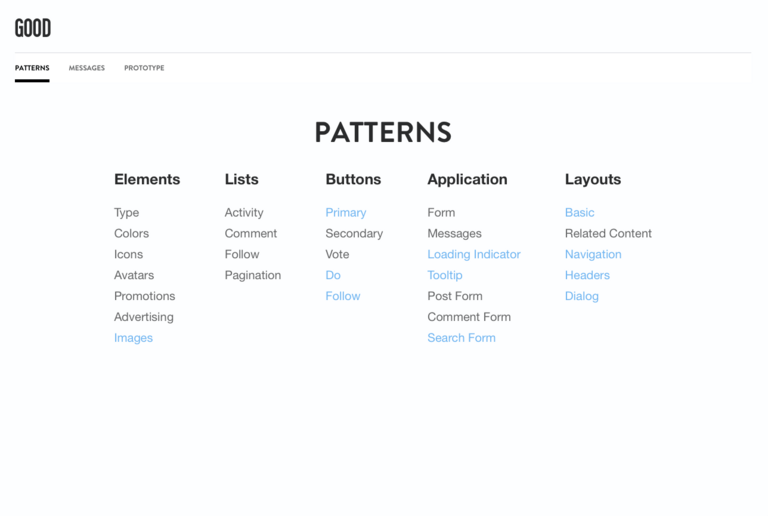 GOOD
PATTERNS MESSAGES PROTOTYPE
PATTERNS
Elements
Type
Colors
Icons
Avatars
Promotions
Advertising
Images
Lists
Activity
Comment
Follow
Pagination
Buttons
Primary
Secondary
Vote
Do
Follow
Application
Form
Messages
Loading Indicator
Tooltip
Post Form
Comment Form
Search Form
Layouts
Basic
Related Content
Navigation
Headers
Dialog